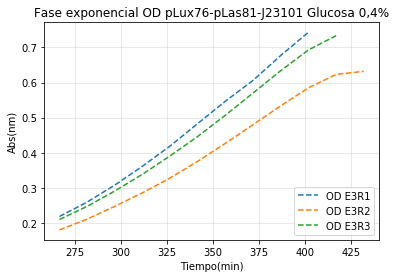 Fase exponencial OD pLux76-pLas81-J23101 Glucosa 0,4%
0.7
0.6
0.5
0.4
0.3
0.2
Abs(nm)
275
300
325
350
375
400
425
Tiempo(min)
OD E3R1
OD E3R2
OD E3R3